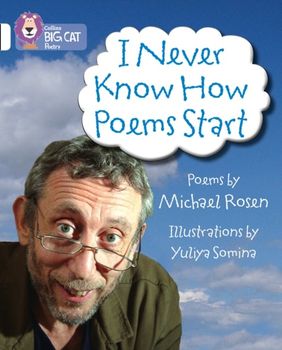 Collins
BIG CAT
Poetry
I Never
Know How
Poems Start
Poems by
Michael Rosen
Illustrations by
Yuliya Somina